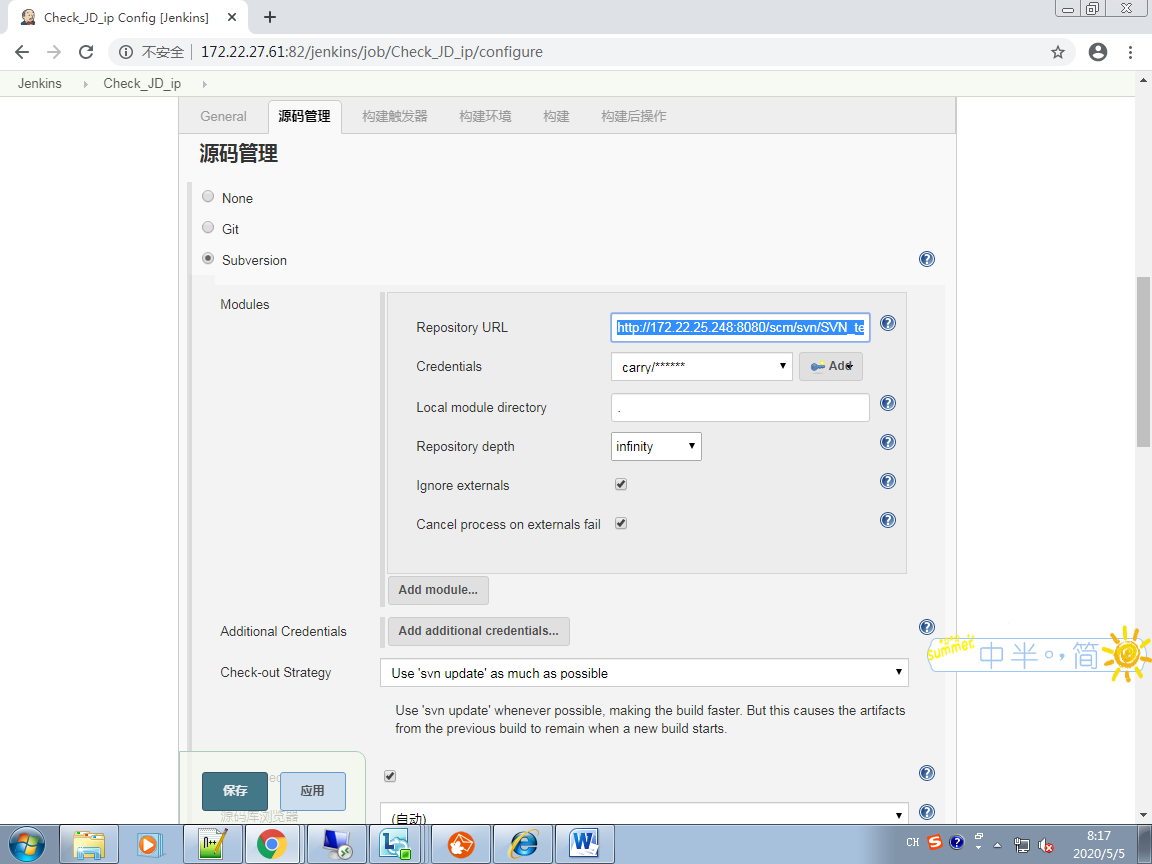 Check_JD_ip Config [Jenkins]
不安全 172.22.27.61:82/jenkins/job/Check_JD_ip/configure
Jenkins Check_JD_ip
General 源码管理 构建触发器 构建环境 构建 构建后操作
源码管理
None
Git
Subversion
Modules
Repository URL http://172.22.25.248:8080/scm/svn/SVN_te
Credentials carry/****** Add
Local module directory .
Repository depth infinity
Ignore externals
Cancel process on externals fail
Add module...
Additional Credentials Add additional credentials...
Check-out Strategy Use 'svn update' as much as possible
Use 'svn update' whenever possible, making the build faster. But this causes the artifacts
from the previous build to remain when a new build starts.
summer 中 半 简
保存 应用
源码库浏览器 (自动)
CH 8:17
2020/5/5